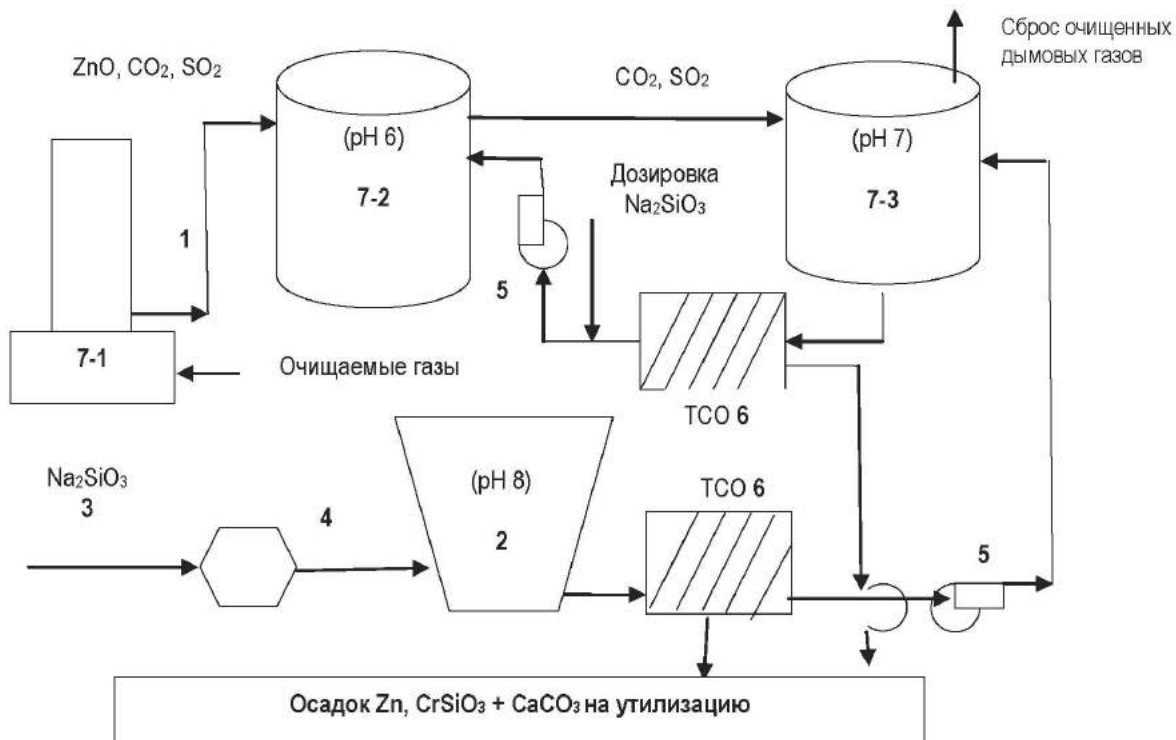 Сброс очищенных
дымовых газов
ZnO, CO₂, SO₂
CO₂, SO₂
(pH 6)
7-2
(pH 7)
7-3
Дозировка
Na₂SiO₃
1
5
7-1
Очищаемые газы
ТСО 6
Na₂SiO₃
3
4
(pH 8)
2
ТСО 6
5
Осадок Zn, CrSiO₃ + CaCO₃ на утилизацию